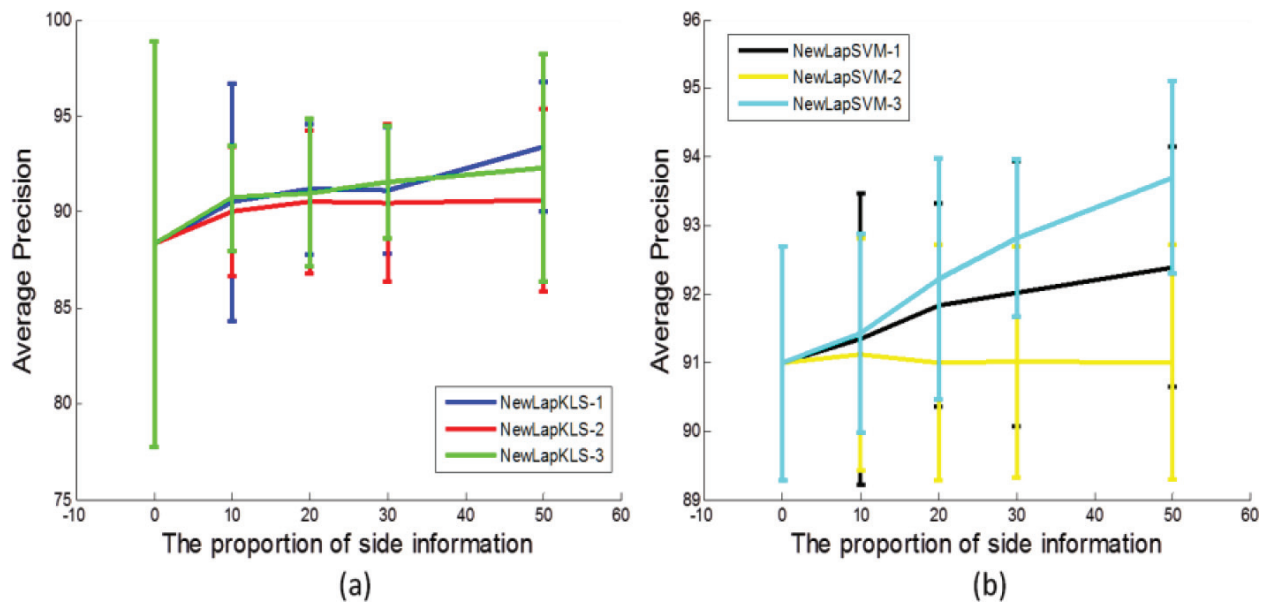 100
95
90
85
80
75
Average Precision
-10 0 10 20 30 40 50 60
The proportion of side information
NewLapKLS-1
NewLapKLS-2
NewLapKLS-3
(a)
96
95
94
93
92
91
90
89
Average Precision
-10 0 10 20 30 40 50 60
The proportion of side information
NewLapSVM-1
NewLapSVM-2
NewLapSVM-3
(b)